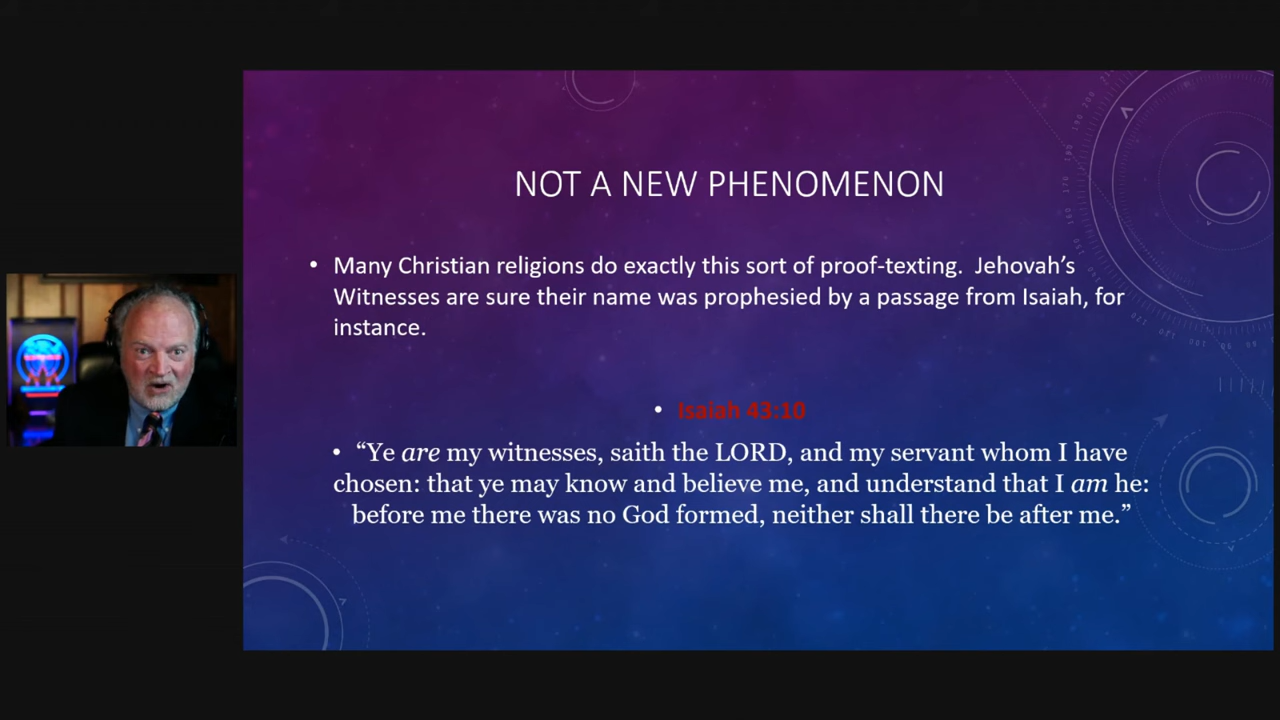 NOT A NEW PHENOMENON
• Many Christian religions do exactly this sort of proof-texting.  Jehovah’s
Witnesses are sure their name was prophesied by a passage from Isaiah, for
instance.
• Isaiah 43:10
• “Ye are my witnesses, saith the LORD, and my servant whom I have
chosen: that ye may know and believe me, and understand that I am he:
before me there was no God formed, neither shall there be after me.”